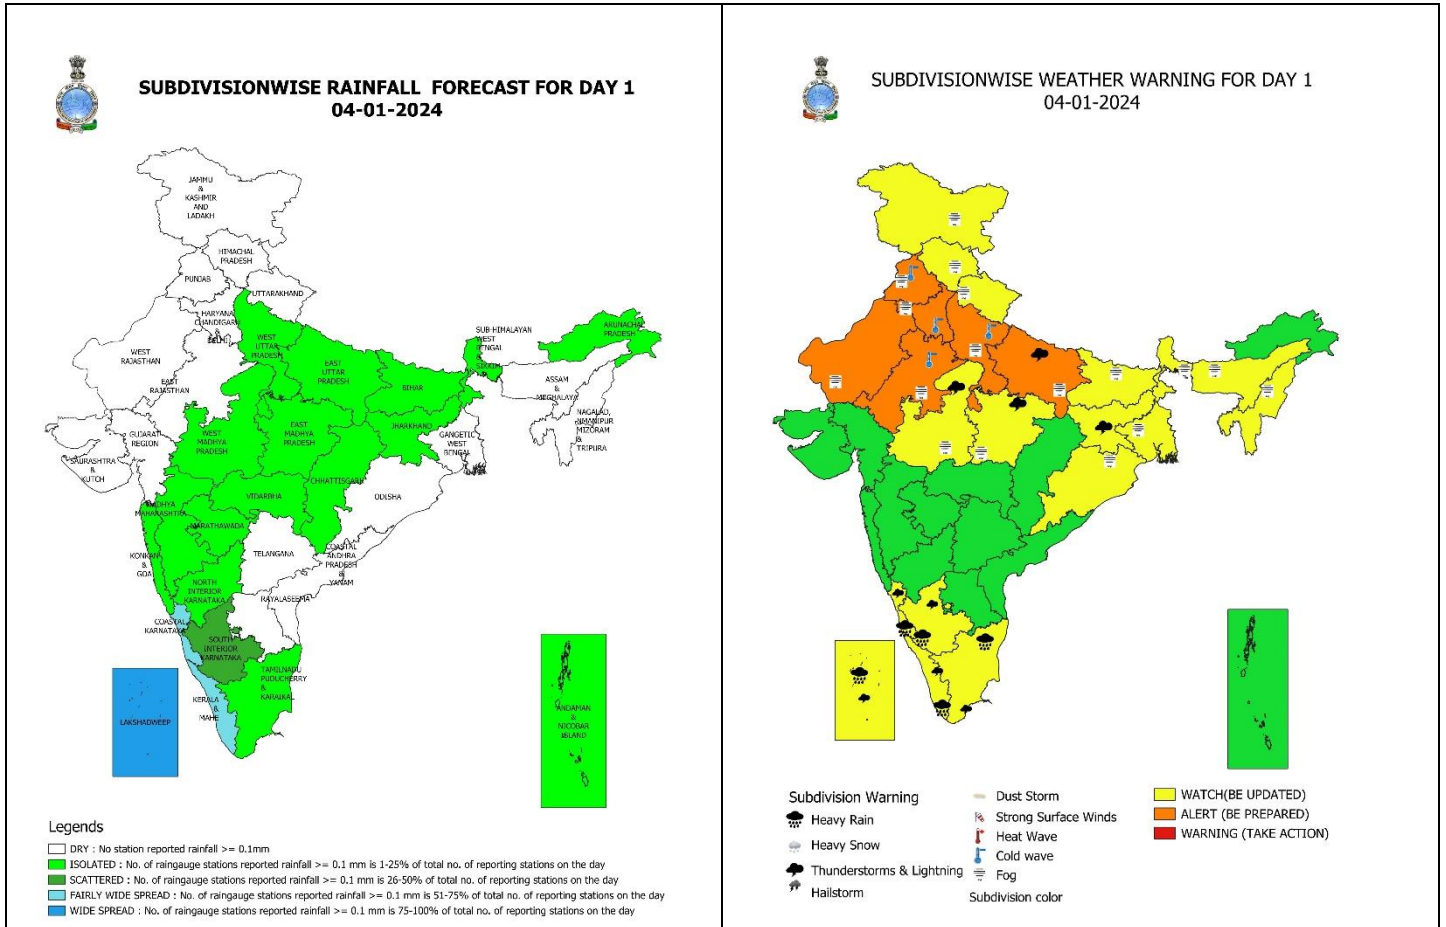 SUBDIVISIONWISE RAINFALL FORECAST FOR DAY 1
04-01-2024
JAMMU
&
KASHMIR
AND
LADAKH
HIMACHAL
PRADESH
PUNJAB
UTTARAKHAND
HARYANA
CHANDIGARH
&
DELHI
WEST
UTTAR
PRADESH
SUB-HIMALAYAN
WEST
BENGAL
&
SIKKIM
ARUNACHAL
PRADESH
WEST
RAJASTHAN
EAST
RAJASTHAN
EAST
UTTAR
PRADESH
BIHAR
ASSAM
&
MEGHALAYA
NAGALAD,
MANIPUR
MIZORAM
&
TRIPURA
GUJARAT
REGION
WEST
MADHYA
PRADESH
EAST
MADHYA
PRADESH
JHARKHAND
GANGETIC
WEST
BENGAL
SAURASHTRA
&
KUTCH
CHHATTISGARH
VIDARBHA
ODISHA
MADHYA
MAHARASHTRA
MARATHAWADA
KONKAN
&
GOA
TELANGANA
COASTAL
ANDHRA
PRADESH
&
YANAM
NORTH
INTERIOR
KARNATAKA
RAYALASEEMA
COASTAL
KARNATAKA
SOUTH
INTERIOR
KARNATAKA
TAMILNADU
PUDUCHERRY
&
KARAIKAL
KERALA
&
MAHE
LAKSHADWEEP
ANDAMAN
&
NICOBAR
ISLAND
Legends
DRY : No station reported rainfall >= 0.1mm
ISOLATED : No. of raingauge stations reported rainfall >= 0.1 mm is 1-25% of total no. of reporting stations on the day
SCATTERED : No. of raingauge stations reported rainfall >= 0.1 mm is 26-50% of total no. of reporting stations on the day
FAIRLY WIDE SPREAD : No. of raingauge stations reported rainfall >= 0.1 mm is 51-75% of total no. of reporting stations on the day
WIDE SPREAD : No. of raingauge stations reported rainfall >= 0.1 mm is 75-100% of total no. of reporting stations on the day
SUBDIVISIONWISE WEATHER WARNING FOR DAY 1
04-01-2024
Subdivision Warning
Heavy Rain
Heavy Snow
Thunderstorms & Lightning
Hailstorm
Dust Storm
Strong Surface Winds
Heat Wave
Cold wave
Fog
Subdivision color
WATCH(BE UPDATED)
ALERT (BE PREPARED)
WARNING (TAKE ACTION)